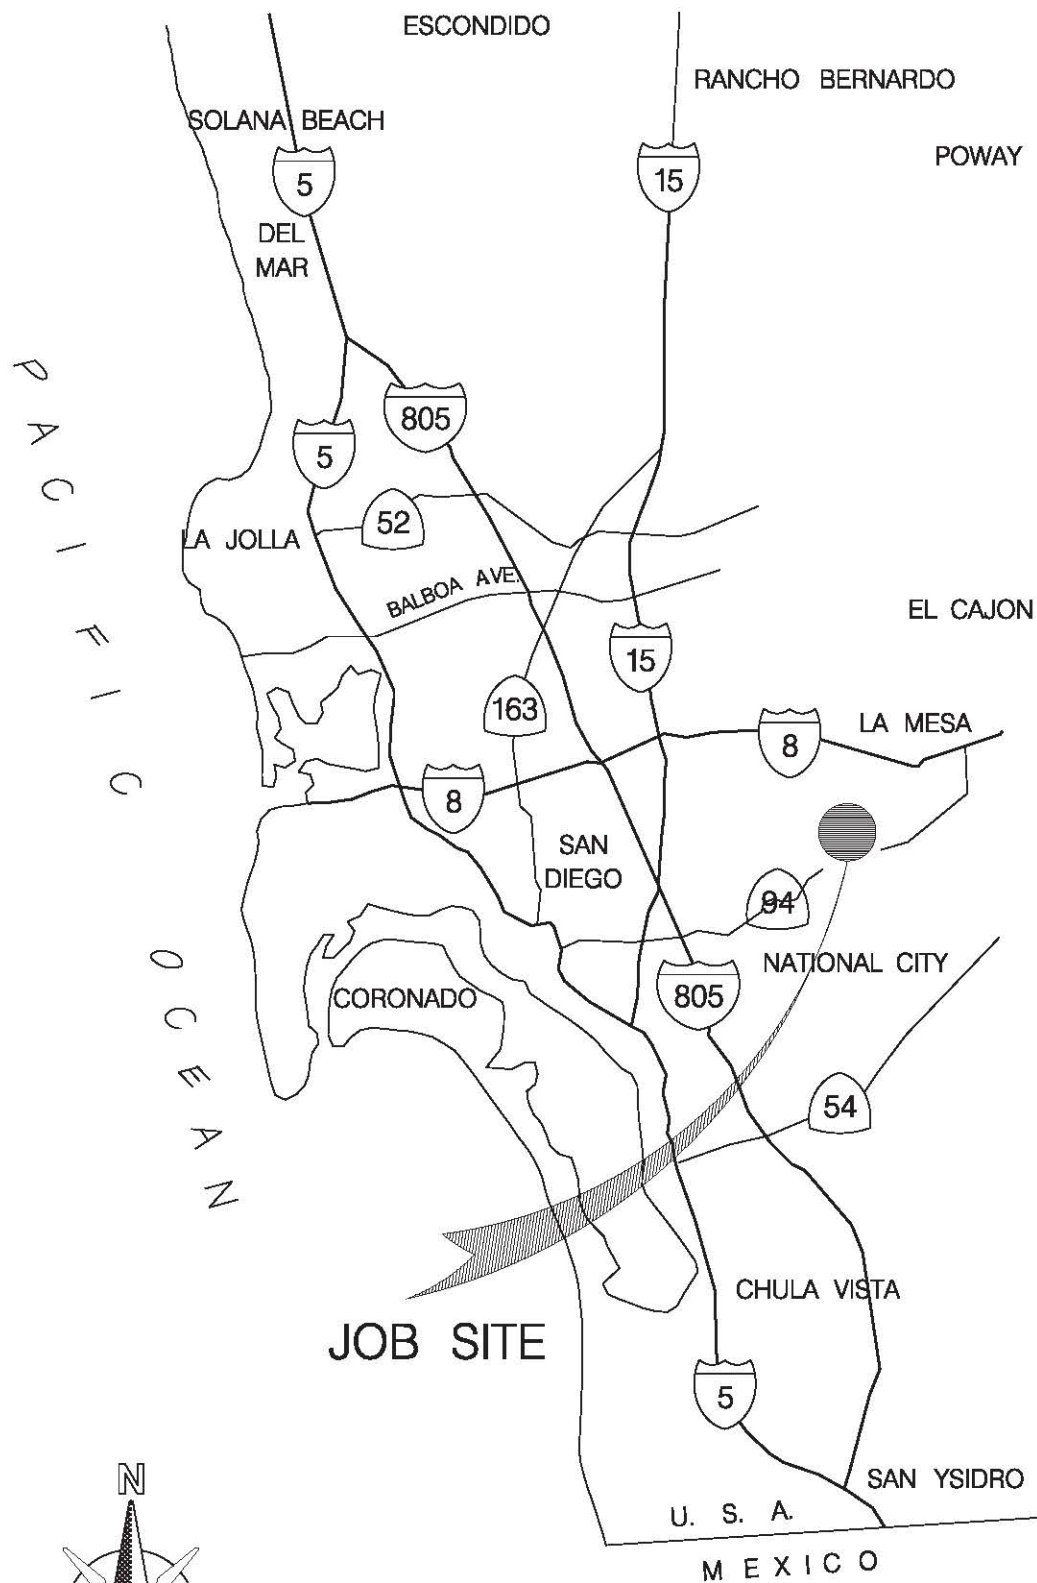 ESCONDIDO
RANCHO BERNARDO
SOLANA BEACH
POWAY
5
15
DEL
MAR
PACIFIC OCEAN
805
5
52
LA JOLLA
BALBOA AVE.
EL CAJON
15
163
LA MESA
8
8
SAN
DIEGO
94
NATIONAL CITY
CORONADO
805
54
CHULA VISTA
JOB SITE
5
SAN YSIDRO
N
U. S. A.
MEXICO